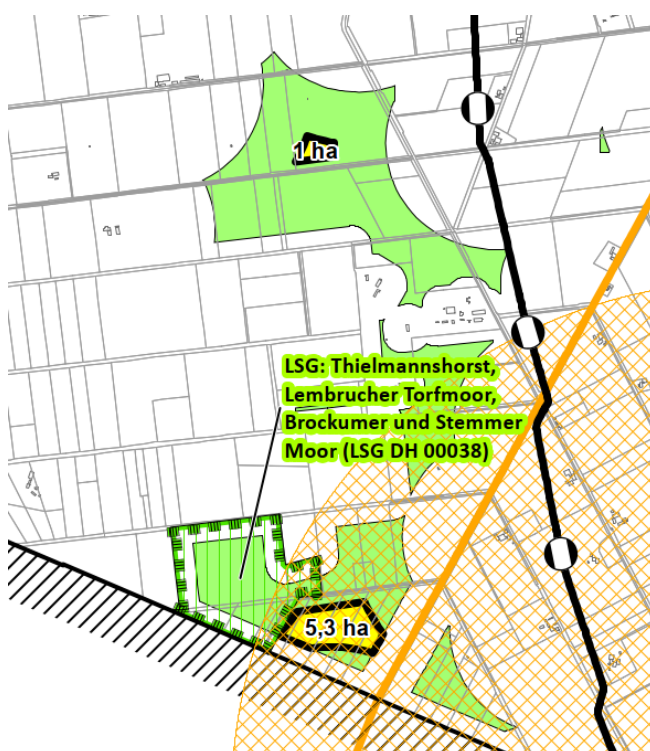 1 ha
LSG: Thielmannshorst,
Lembrucher Torfmoor,
Brockumer und Stemmer
Moor (LSG DH 00038)
5,3 ha